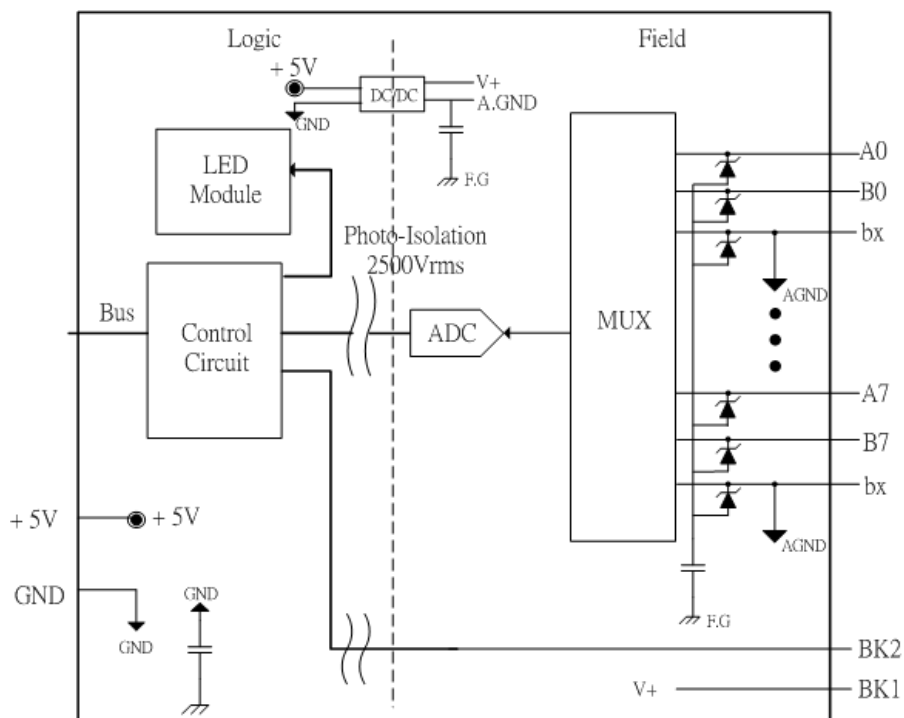 Logic
Field
+ 5V
DC/DC
V+
A.GND
GND
F.G
LED
Module
A0
B0
bx
AGND
Photo-Isolation
2500Vrms
Bus
Control
Circuit
ADC
MUX
A7
B7
bx
AGND
+ 5V
+ 5V
GND
GND
GND
F.G
BK2
V+
BK1